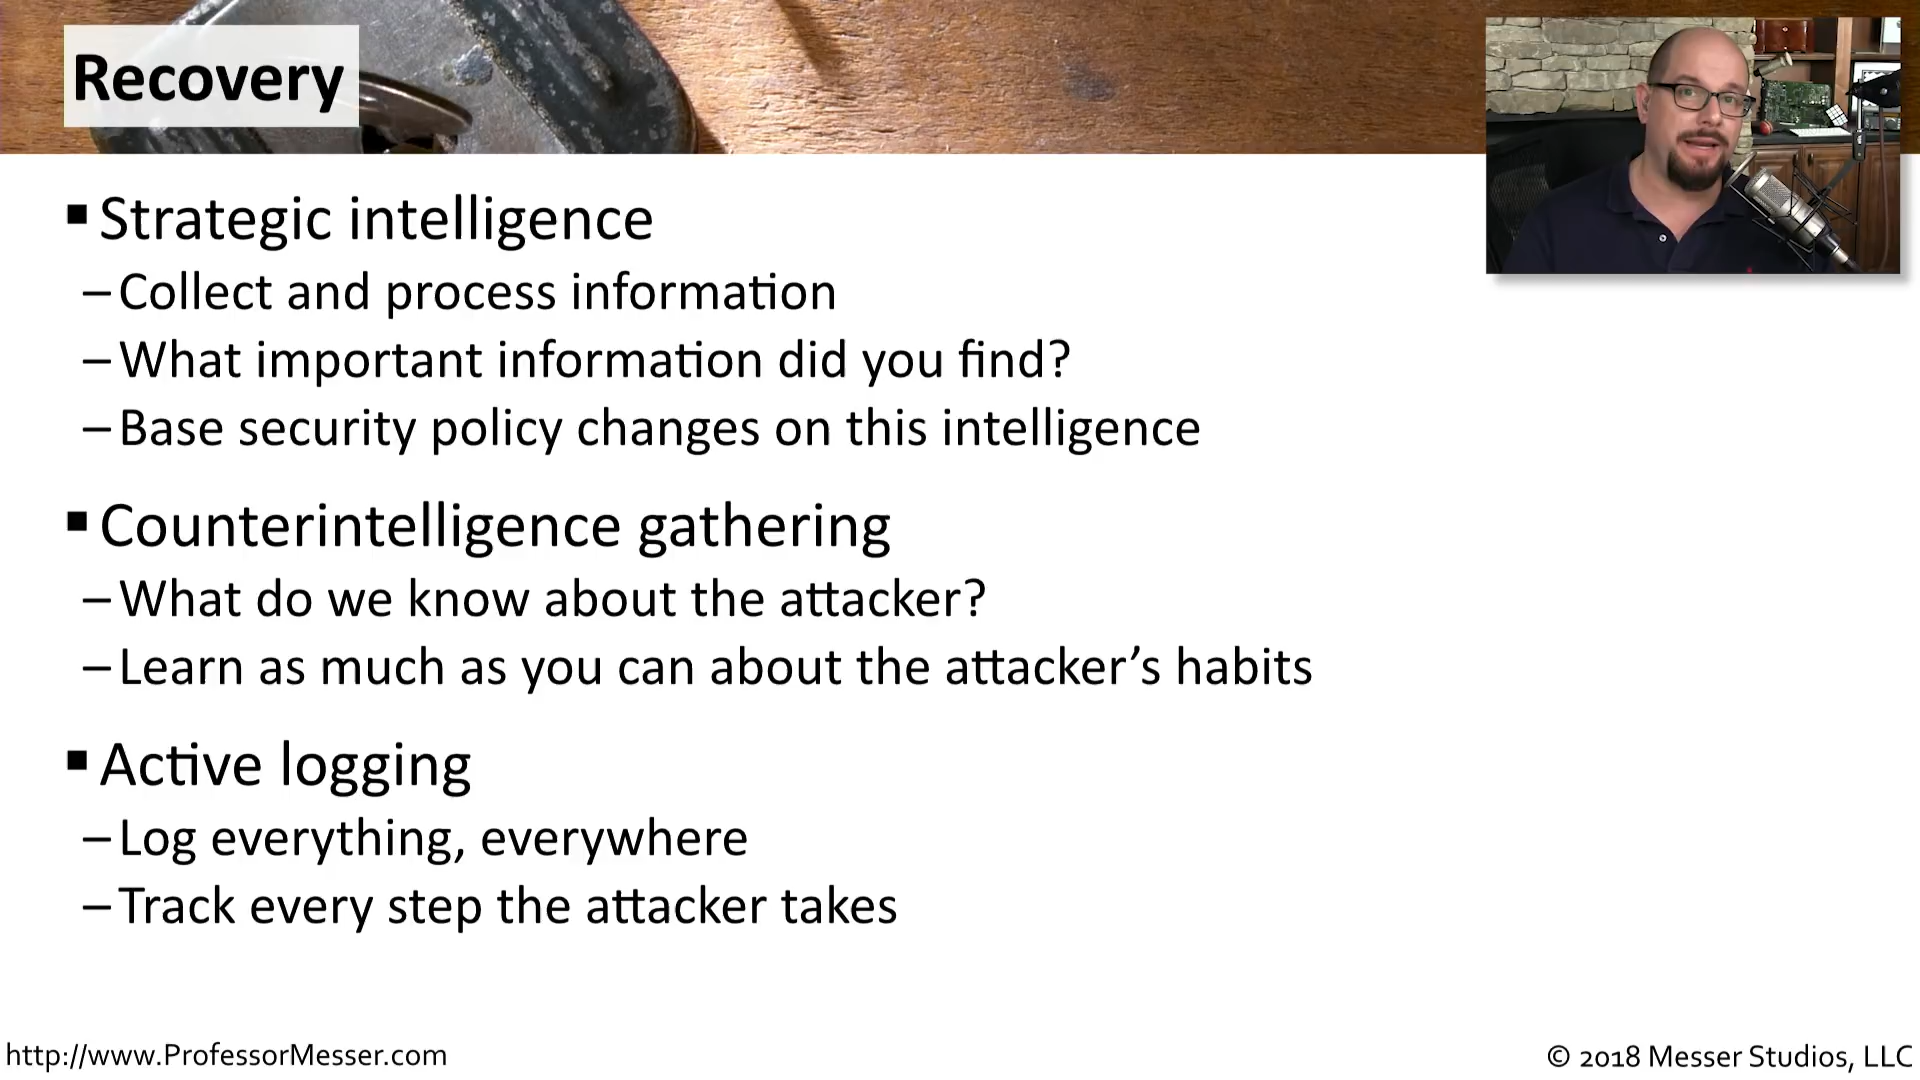 Recovery
▪ Strategic intelligence
– Collect and process information
– What important information did you find?
– Base security policy changes on this intelligence
▪ Counterintelligence gathering
– What do we know about the attacker?
– Learn as much as you can about the attacker’s habits
▪ Active logging
– Log everything, everywhere
– Track every step the attacker takes
http://www.ProfessorMesser.com
© 2018 Messer Studios, LLC